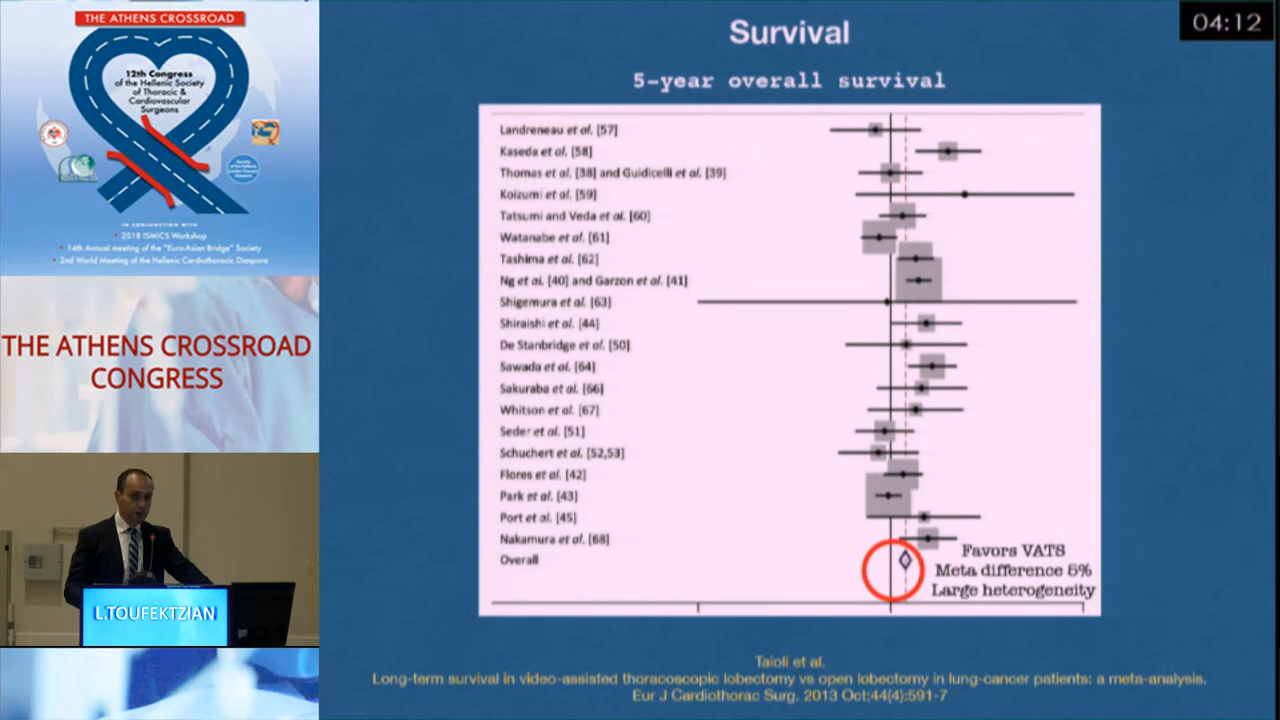 THE ATHENS CROSSROAD
12th Congress
of the Hellenic Society
of Thoracic &
Cardiovascular
Surgeons
ISMICS
IN CONJUNCTION WITH
• 2018 ISMICS Workshop
• 14th Annual meeting of the "Euro-Asian Bridge" Society
• 2nd World Meeting of the Hellenic Cardiothoracic Diaspora
THE ATHENS CROSSROAD
CONGRESS
L.TOUFEKTZIAN
04:12
Survival
5-year overall survival
Landreneau et al. [57]
Kaseda et al. [58]
Thomas et al. [38] and Guidicelli et al. [39]
Koizumi et al. [59]
Tatsumi and Veda et al. [60]
Watanabe et al. [61]
Tashima et al. [62]
Ng et al. [40] and Garzon et al. [41]
Shigemura et al. [63]
Shiraishi et al. [44]
De Stanbridge et al. [50]
Sawada et al. [64]
Sakuraba et al. [66]
Whitson et al. [67]
Seder et al. [51]
Schuchert et al. [52,53]
Flores et al. [42]
Park et al. [43]
Port et al. [45]
Nakamura et al. [68]
Overall
Favors VATS
Meta difference 5%
Large heterogeneity
Taioli et al.
Long-term survival in video-assisted thoracoscopic lobectomy vs open lobectomy in lung-cancer patients: a meta-analysis.
Eur J Cardiothorac Surg. 2013 Oct;44(4):591-7